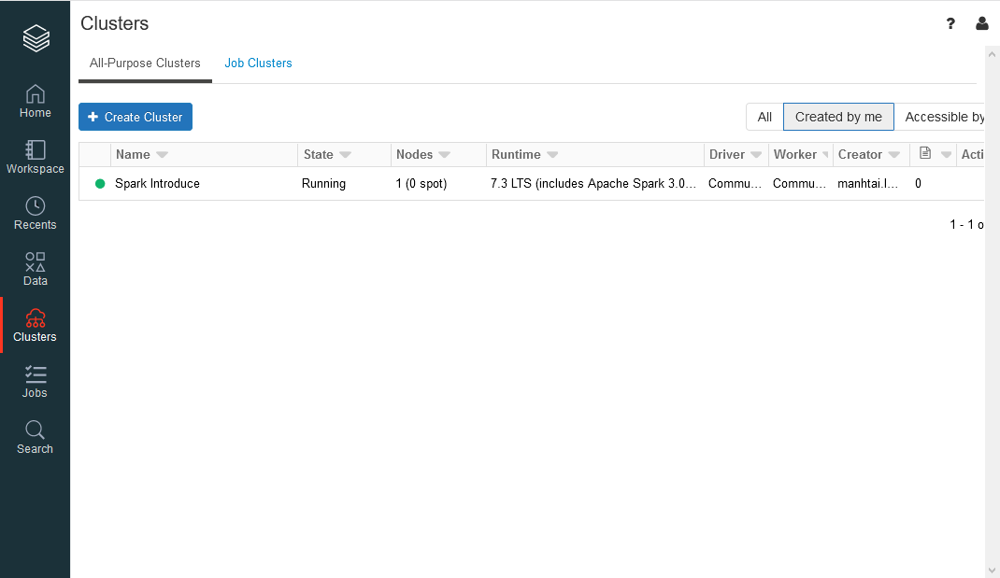 Clusters
?
All-Purpose Clusters Job Clusters
Home
Workspace
Recents
Data
Clusters
Jobs
Search
+ Create Cluster
All Created by me Accessible by
Name State Nodes Runtime Driver Worker Creator Acti
Spark Introduce Running 1 (0 spot) 7.3 LTS (includes Apache Spark 3.0... Commu... Commu... manhtai.l... 0
1 - 1 o